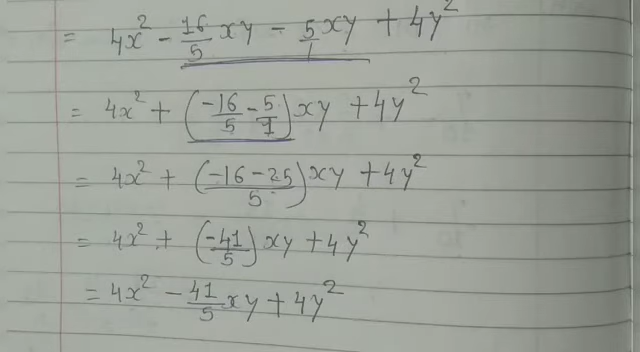 = 4x² - 16/5 xy - 5/1 xy + 4y²
= 4x² + (-16/5 - 5/1) xy + 4y²
= 4x² + (-16-25/5) xy + 4y²
= 4x² + (-41/5) xy + 4y²
= 4x² - 41/5 xy + 4y²